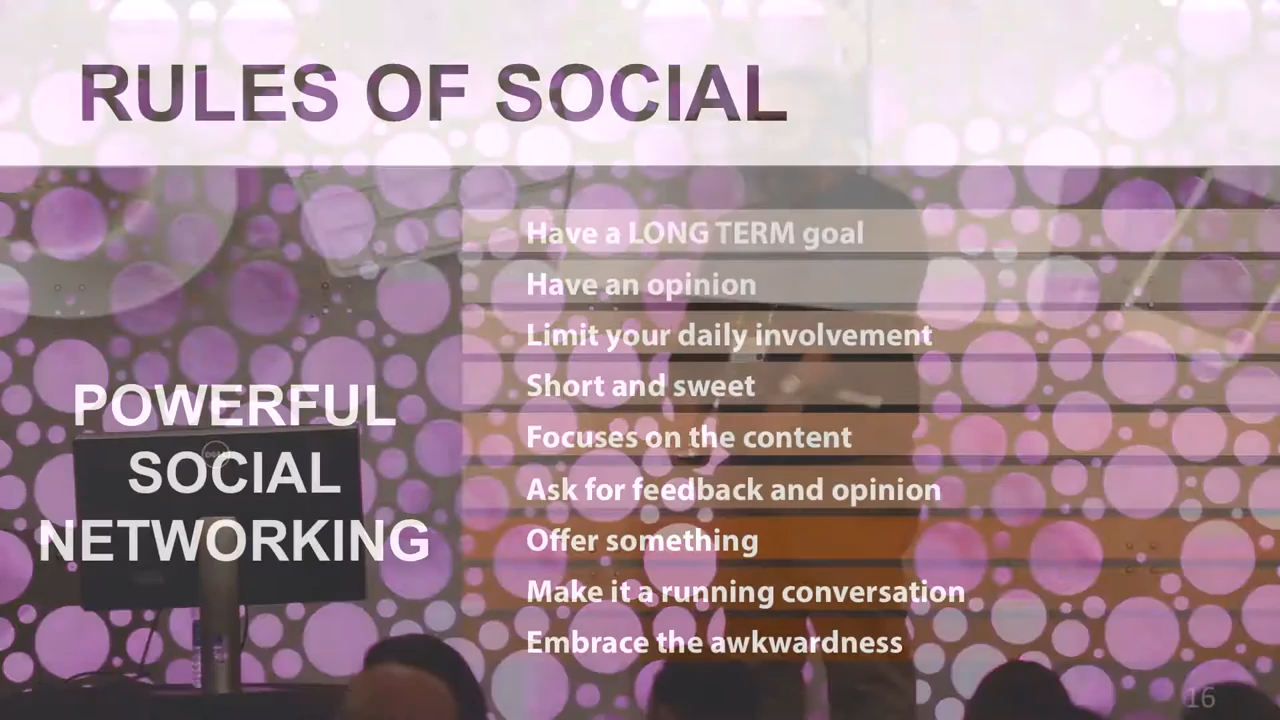 RULES OF SOCIAL
POWERFUL
SOCIAL
NETWORKING
Have a LONG TERM goal
Have an opinion
Limit your daily involvement
Short and sweet
Focuses on the content
Ask for feedback and opinion
Offer something
Make it a running conversation
Embrace the awkwardness
DELL
16